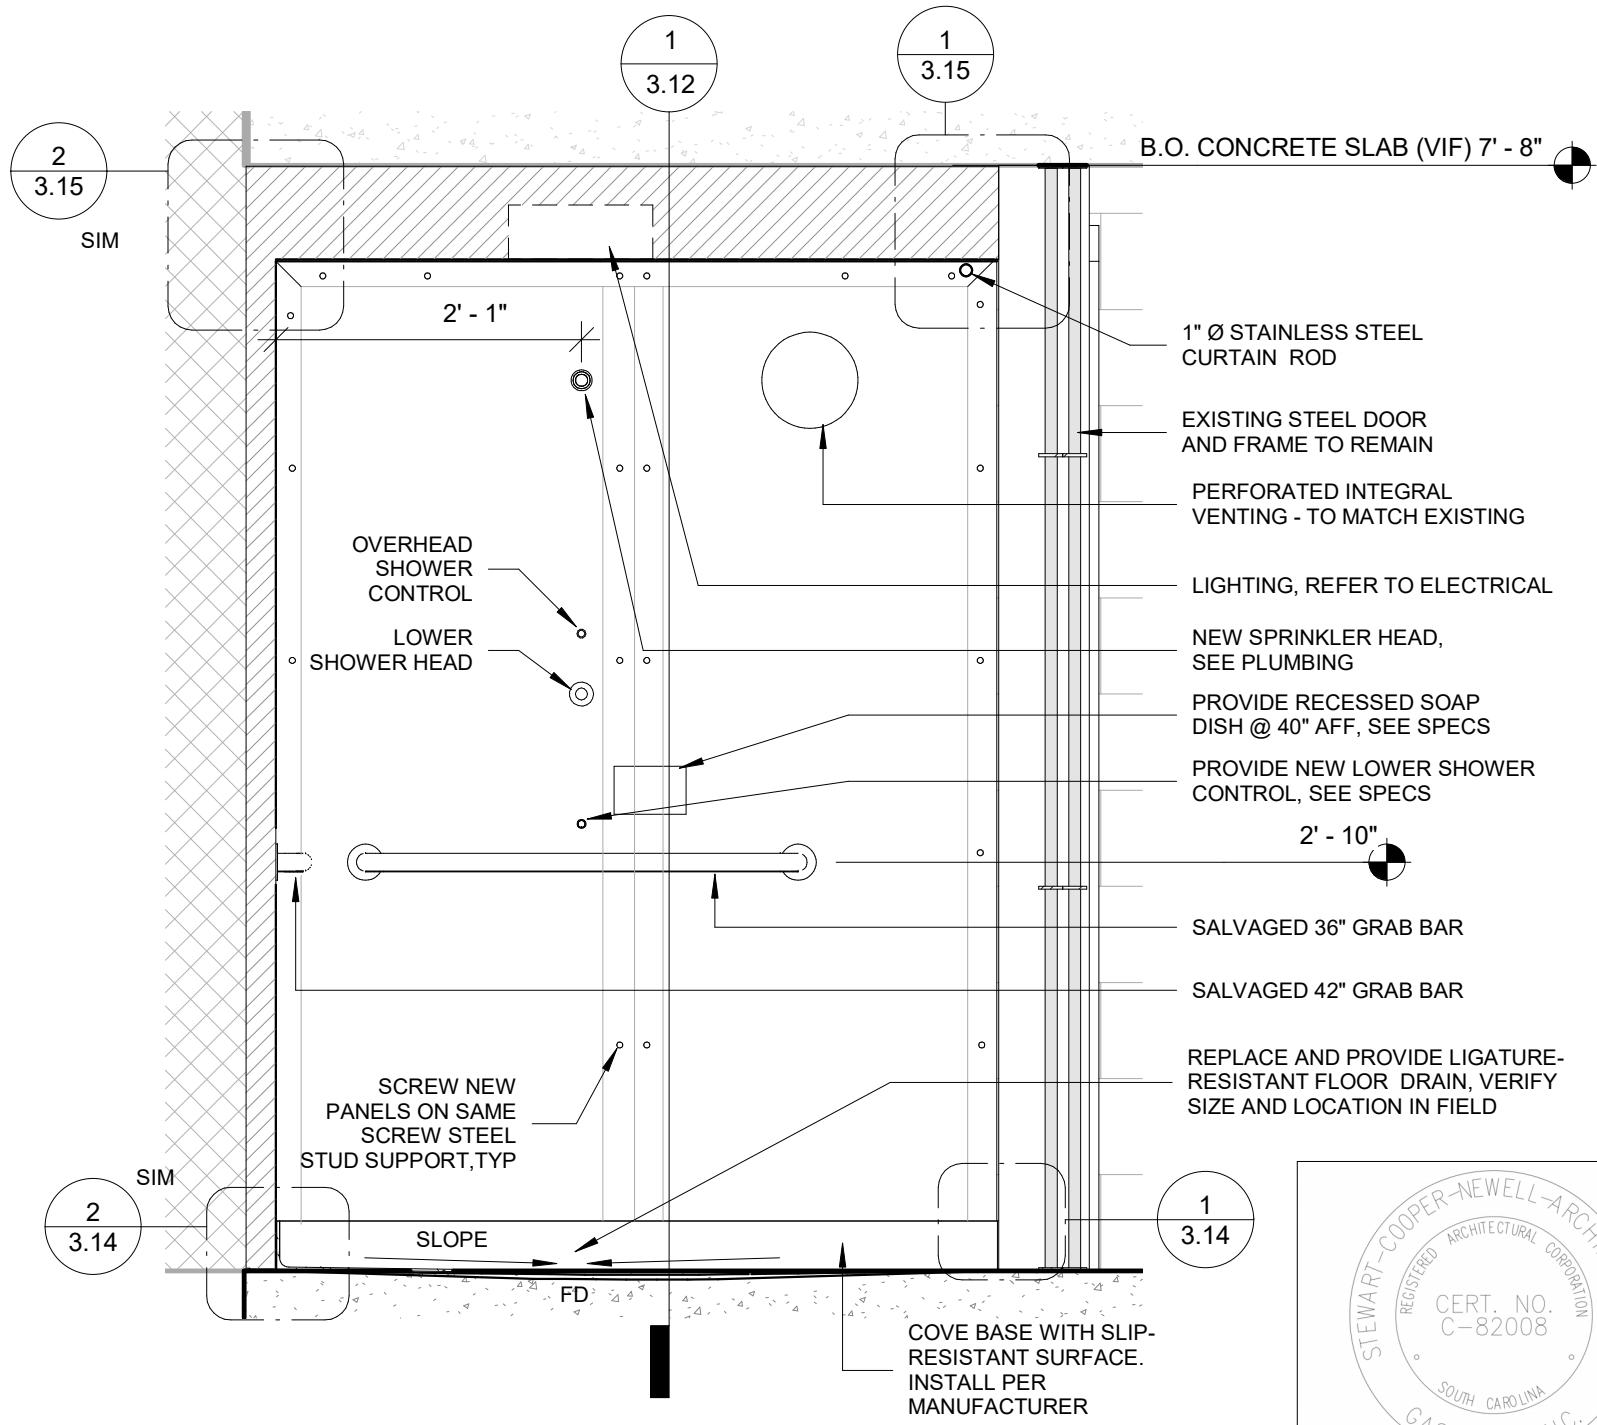 1
3.12
1
3.15
2
3.15
SIM
B.O. CONCRETE SLAB (VIF) 7' - 8"
2' - 1"
1" Ø STAINLESS STEEL
CURTAIN ROD
EXISTING STEEL DOOR
AND FRAME TO REMAIN
PERFORATED INTEGRAL
VENTING - TO MATCH EXISTING
OVERHEAD
SHOWER
CONTROL
LIGHTING, REFER TO ELECTRICAL
LOWER
SHOWER HEAD
NEW SPRINKLER HEAD,
SEE PLUMBING
PROVIDE RECESSED SOAP
DISH @ 40" AFF, SEE SPECS
PROVIDE NEW LOWER SHOWER
CONTROL, SEE SPECS
2' - 10"
SALVAGED 36" GRAB BAR
SALVAGED 42" GRAB BAR
REPLACE AND PROVIDE LIGATURE-
RESISTANT FLOOR DRAIN, VERIFY
SIZE AND LOCATION IN FIELD
SCREW NEW
PANELS ON SAME
SCREW STEEL
STUD SUPPORT,TYP
SIM
2
3.14
SLOPE
1
3.14
FD
COVE BASE WITH SLIP-
RESISTANT SURFACE.
INSTALL PER
MANUFACTURER
STEWART-COOPER-NEWELL-ARCHI
REGISTERED ARCHITECTURAL CORPORATION
CERT. NO.
C-82008
SOUTH CAROLINA